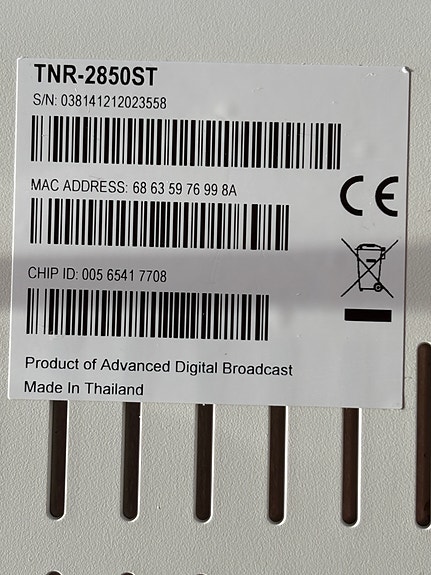 TNR-2850ST
S/N: 038141212023558
MAC ADDRESS: 68 63 59 76 99 8A
CHIP ID: 005 6541 7708
Product of Advanced Digital Broadcast
Made In Thailand
CE